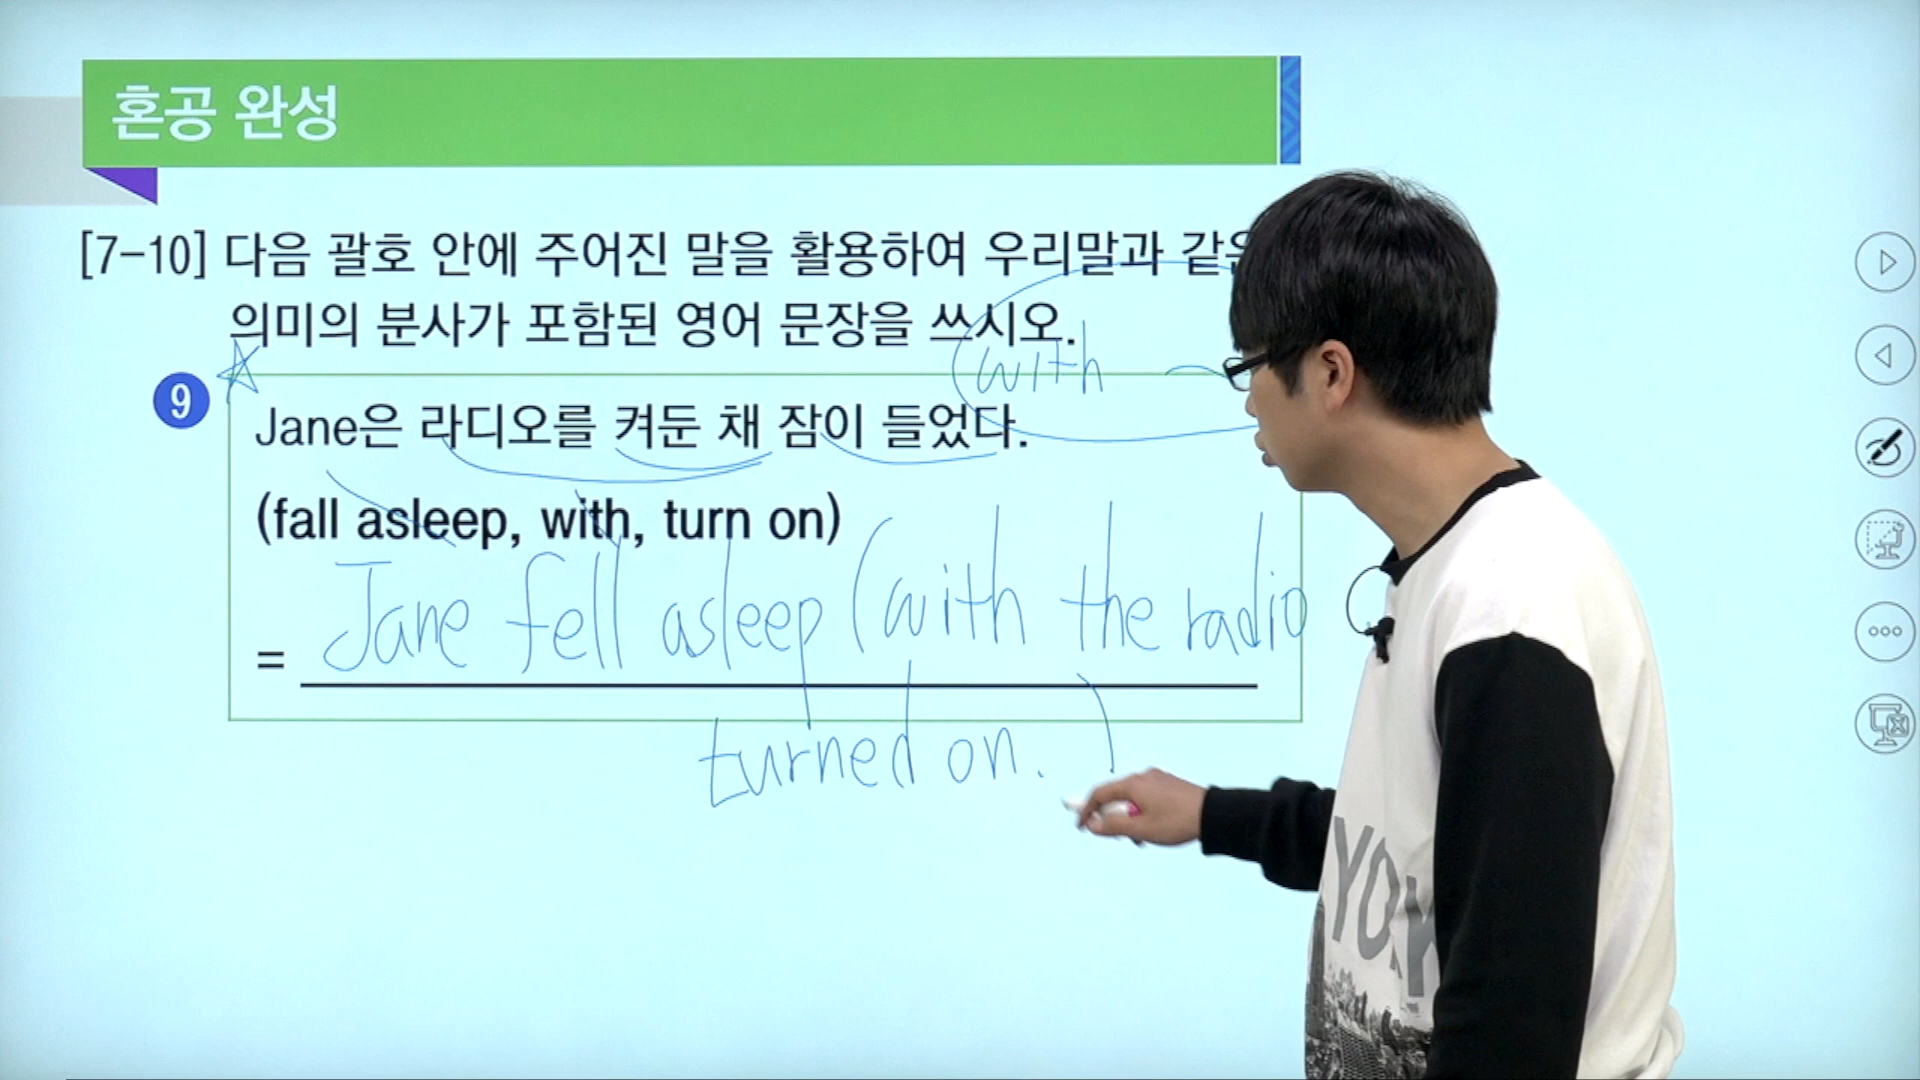 혼공 완성
[7-10] 다음 괄호 안에 주어진 말을 활용하여 우리말과 같은
의미의 분사가 포함된 영어 문장을 쓰시오.
(with
9
Jane은 라디오를 켜둔 채 잠이 들었다.
(fall asleep, with, turn on)
= Jane fell asleep (with the radio
turned on. )
YORK